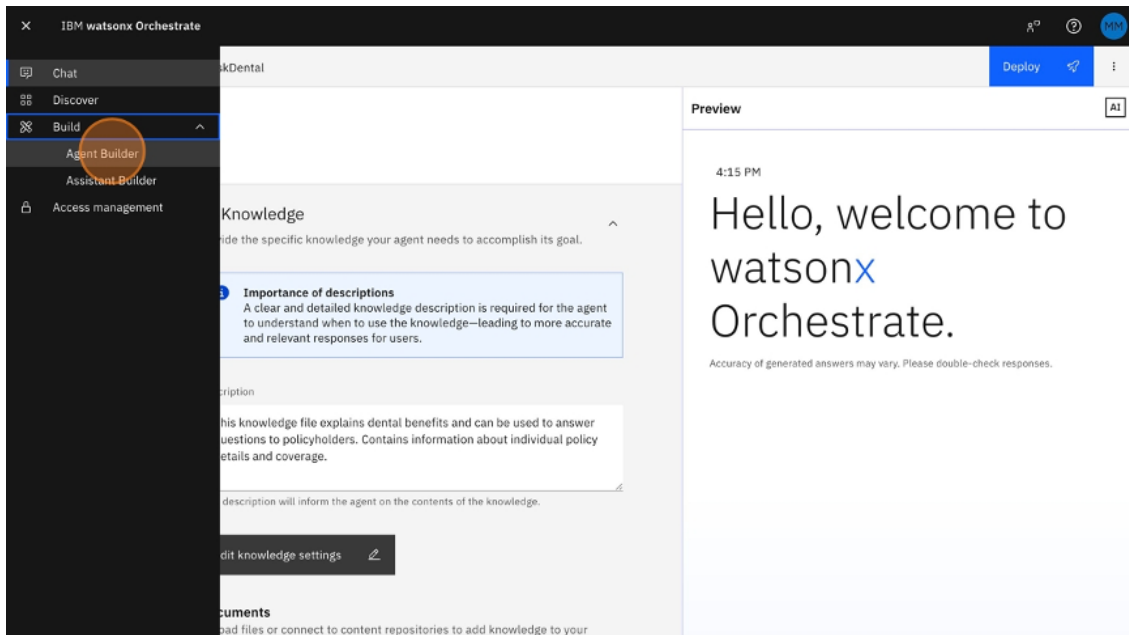 IBM watsonx Orchestrate
MM
Chat
Discover
Build
Agent Builder
Assistant Builder
Access management
skDental
Deploy
Knowledge
vide the specific knowledge your agent needs to accomplish its goal.
Importance of descriptions
A clear and detailed knowledge description is required for the agent
to understand when to use the knowledge—leading to more accurate
and relevant responses for users.
cription
his knowledge file explains dental benefits and can be used to answer
uestions to policyholders. Contains information about individual policy
etails and coverage.
description will inform the agent on the contents of the knowledge.
dit knowledge settings
cuments
oad files or connect to content repositories to add knowledge to your
Preview
AI
4:15 PM
Hello, welcome to
watsonx
Orchestrate.
Accuracy of generated answers may vary. Please double-check responses.